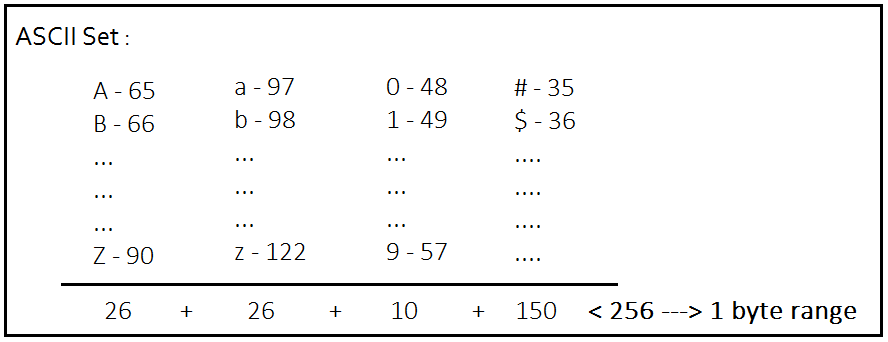 ASCII Set :
A - 65 a - 97 0 - 48 # - 35
B - 66 b - 98 1 - 49 $ - 36
... ... ... ....
... ... ... ....
... ... ... ....
Z - 90 z - 122 9 - 57 ....
26 + 26 + 10 + 150 < 256 ---> 1 byte range